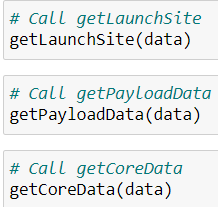 # Call getLaunchSite
getLaunchSite(data)
# Call getPayloadData
getPayloadData(data)
# Call getCoreData
getCoreData(data)